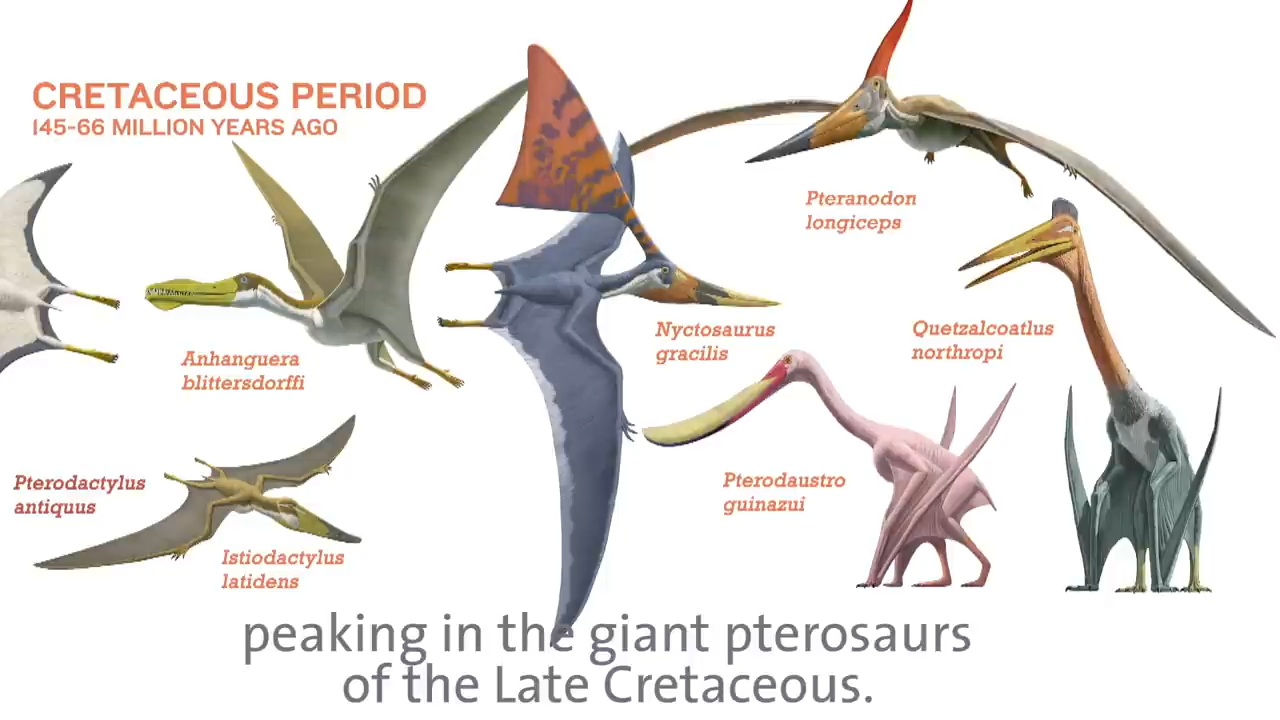 CRETACEOUS PERIOD
145-66 MILLION YEARS AGO
Pteranodon
longiceps
Anhanguera
blittersdorffi
Nyctosaurus
gracilis
Quetzalcoatlus
northropi
Pterodactylus
antiquus
Pterodaustro
guinazui
Istiodactylus
latidens
peaking in the giant pterosaurs
of the Late Cretaceous.